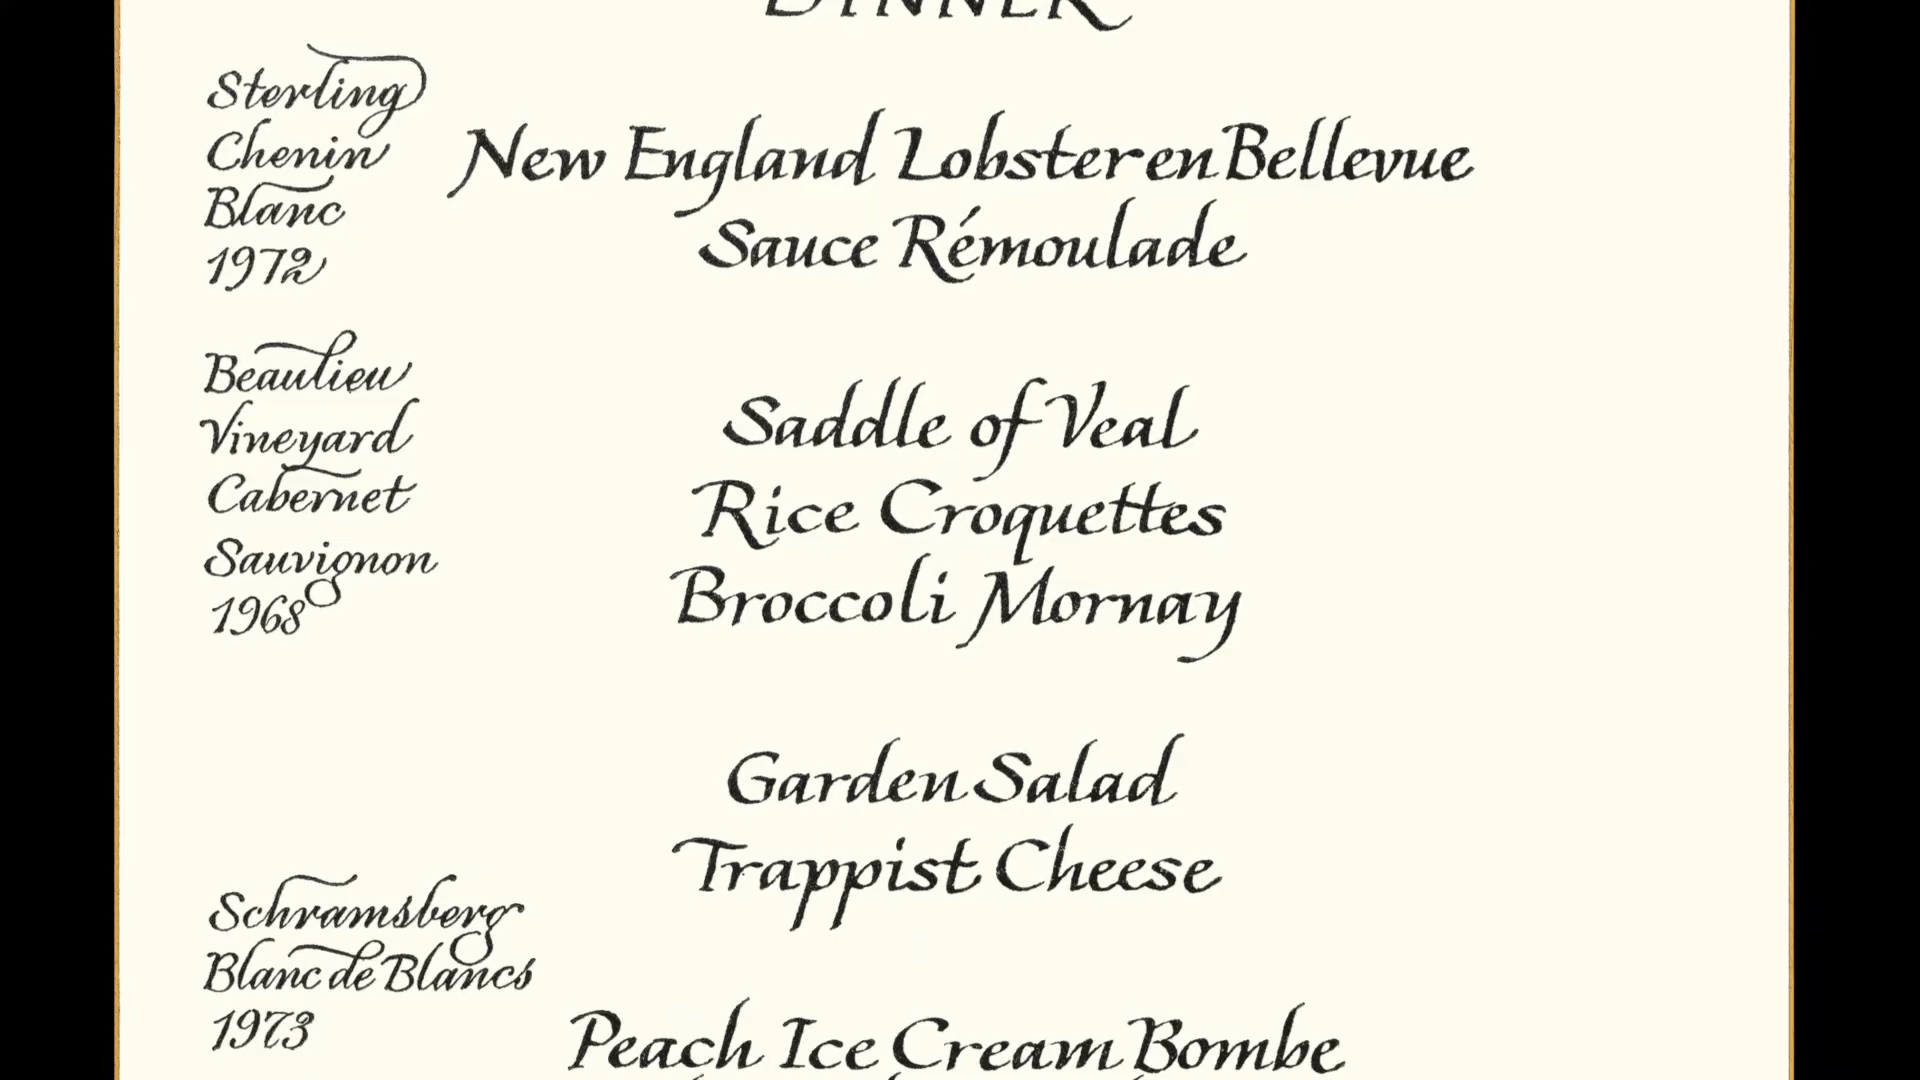 DINNER
Sterling
Chenin
Blanc
1972
New England Lobster en Bellevue
Sauce Rémoulade
Beaulieu
Vineyard
Cabernet
Sauvignon
1968
Saddle of Veal
Rice Croquettes
Broccoli Mornay
Garden Salad
Trappist Cheese
Schramsberg
Blanc de Blancs
1973
Peach Ice Cream Bombe